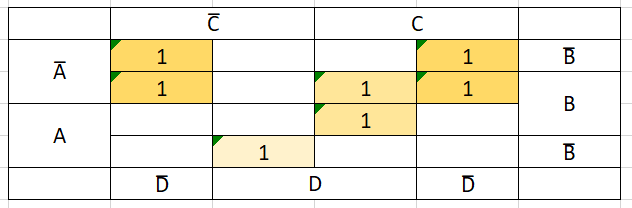 C̅ C
A̅ 1 1 B̅
1 1 1 B
A 1
1 B̅
D̅ D D̅